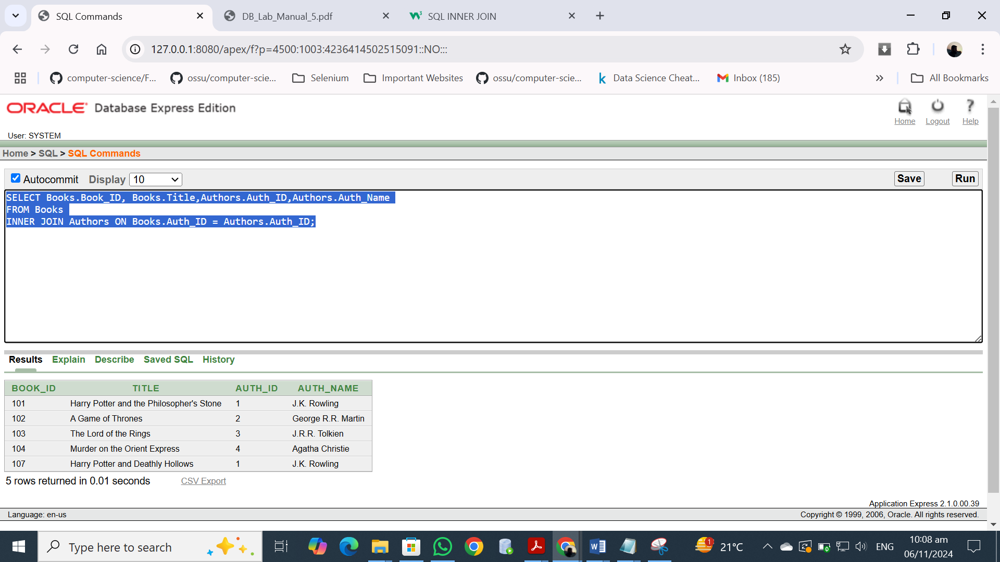 SQL Commands
DB_Lab_Manual_5.pdf
SQL INNER JOIN
127.0.0.1:8080/apex/f?p=4500:1003:4236414502515091::NO:::
computer-science/F...
ossu/computer-scie...
Selenium
Important Websites
ossu/computer-scie...
Data Science Cheat...
Inbox (185)
All Bookmarks
ORACLE Database Express Edition
Home
Logout
Help
User: SYSTEM
Home > SQL > SQL Commands
Autocommit Display 10
Save
Run
SELECT Books.Book_ID, Books.Title,Authors.Auth_ID,Authors.Auth_Name
FROM Books
INNER JOIN Authors ON Books.Auth_ID = Authors.Auth_ID;
Results Explain Describe Saved SQL History
BOOK_ID TITLE AUTH_ID AUTH_NAME
101 Harry Potter and the Philosopher's Stone 1 J.K. Rowling
102 A Game of Thrones 2 George R.R. Martin
103 The Lord of the Rings 3 J.R.R. Tolkien
104 Murder on the Orient Express 4 Agatha Christie
107 Harry Potter and Deathly Hollows 1 J.K. Rowling
5 rows returned in 0.01 seconds
CSV Export
Application Express 2.1.0.00.39
Language: en-us
Copyright © 1999, 2006, Oracle. All rights reserved.
Type here to search
1
21°C
ENG
10:08 am
06/11/2024